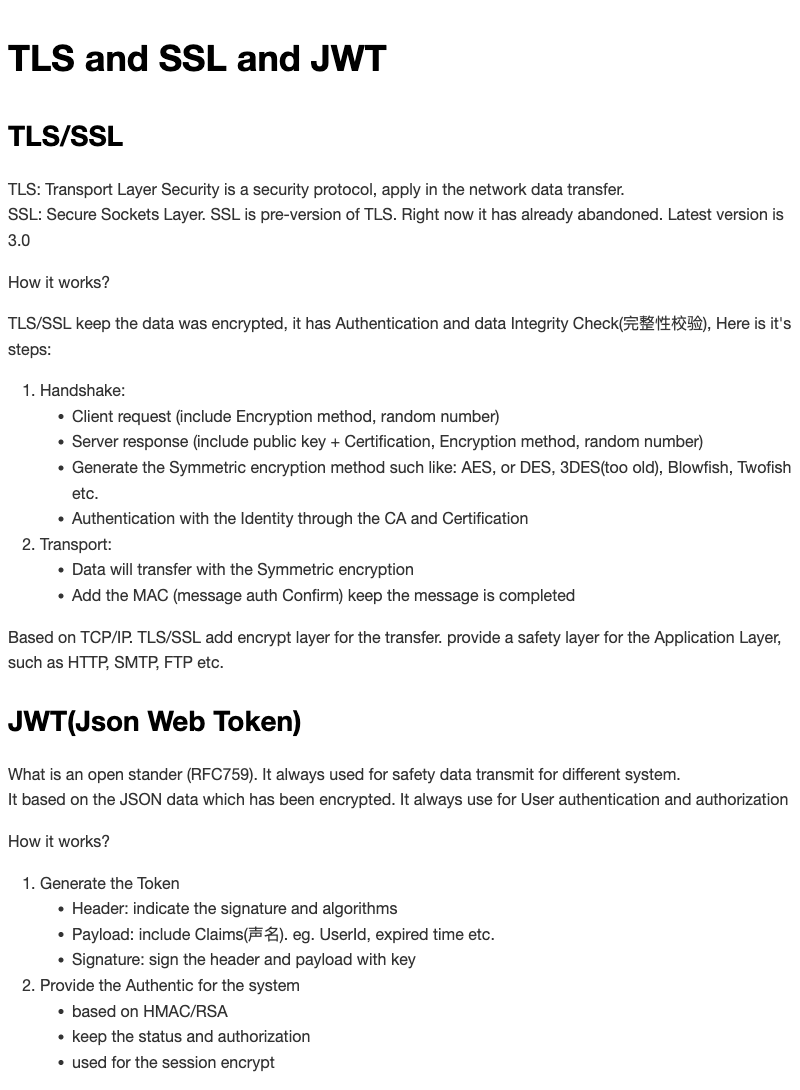 TLS and SSL and JWT
TLS/SSL
TLS: Transport Layer Security is a security protocol, apply in the network data transfer.
SSL: Secure Sockets Layer. SSL is pre-version of TLS. Right now it has already abandoned. Latest version is
3.0
How it works?
TLS/SSL keep the data was encrypted, it has Authentication and data Integrity Check(完整性校验), Here is it's
steps:
1. Handshake:
• Client request (include Encryption method, random number)
• Server response (include public key + Certification, Encryption method, random number)
• Generate the Symmetric encryption method such like: AES, or DES, 3DES(too old), Blowfish, Twofish
etc.
• Authentication with the Identity through the CA and Certification
2. Transport:
• Data will transfer with the Symmetric encryption
• Add the MAC (message auth Confirm) keep the message is completed
Based on TCP/IP. TLS/SSL add encrypt layer for the transfer. provide a safety layer for the Application Layer,
such as HTTP, SMTP, FTP etc.
JWT(Json Web Token)
What is an open stander (RFC759). It always used for safety data transmit for different system.
It based on the JSON data which has been encrypted. It always use for User authentication and authorization
How it works?
1. Generate the Token
• Header: indicate the signature and algorithms
• Payload: include Claims(声名). eg. UserId, expired time etc.
• Signature: sign the header and payload with key
2. Provide the Authentic for the system
• based on HMAC/RSA
• keep the status and authorization
• used for the session encrypt